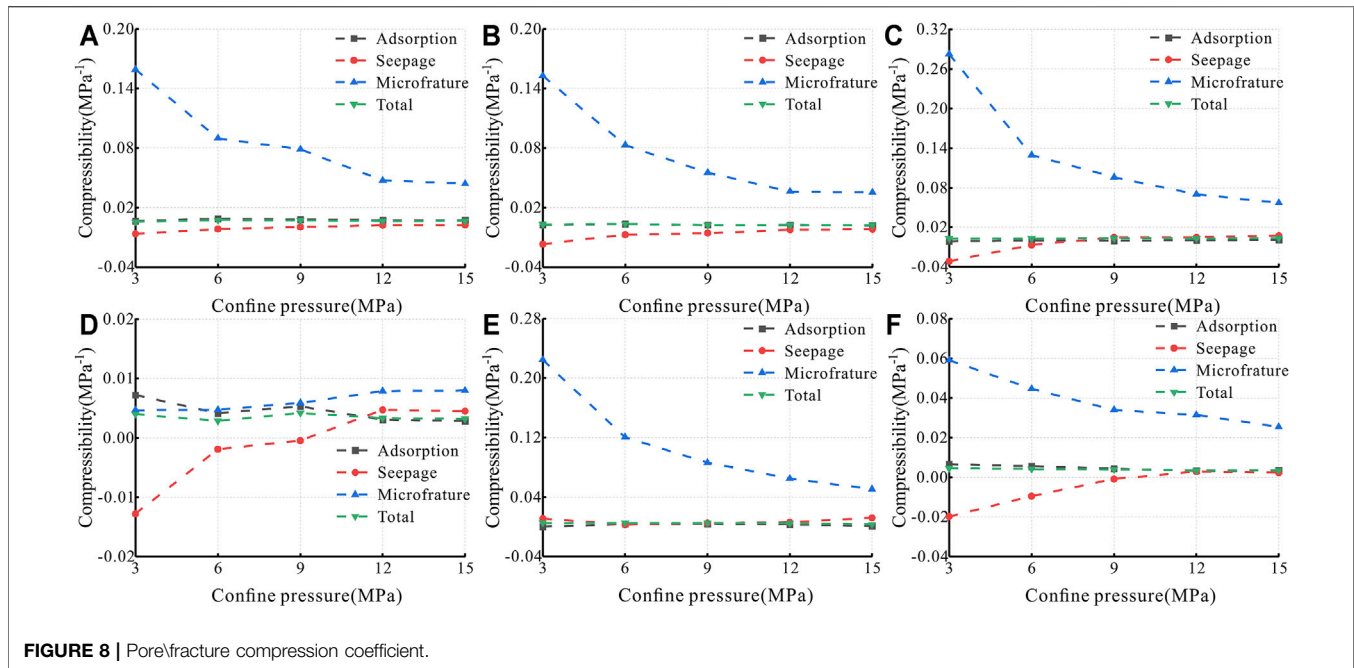 A
Compressibility(MPa⁻¹)
0.20
0.14
0.08
0.02
-0.04
Adsorption
Seepage
Microfrature
Total
3 6 9 12 15
Confine pressure(MPa)
B
Compressibility(MPa⁻¹)
0.20
0.14
0.08
0.02
-0.04
Adsorption
Seepage
Microfrature
Total
3 6 9 12 15
Confine pressure(MPa)
C
Compressibility(MPa⁻¹)
0.32
0.26
0.20
0.14
0.08
0.02
-0.04
Adsorption
Seepage
Microfrature
Total
3 6 9 12 15
Confine pressure(MPa)
D
Compressibility(MPa⁻¹)
0.02
0.01
0.00
-0.01
-0.02
Adsorption
Seepage
Microfrature
Total
3 6 9 12 15
Confine pressure(MPa)
E
Compressibility(MPa⁻¹)
0.28
0.20
0.12
0.04
-0.04
Adsorption
Seepage
Microfrature
Total
3 6 9 12 15
Confine pressure(MPa)
F
Compressibility(MPa⁻¹)
0.08
0.06
0.04
0.02
0.00
-0.02
-0.04
Adsorption
Seepage
Microfrature
Total
3 6 9 12 15
Confine pressure(MPa)
FIGURE 8 | Pore\fracture compression coefficient.